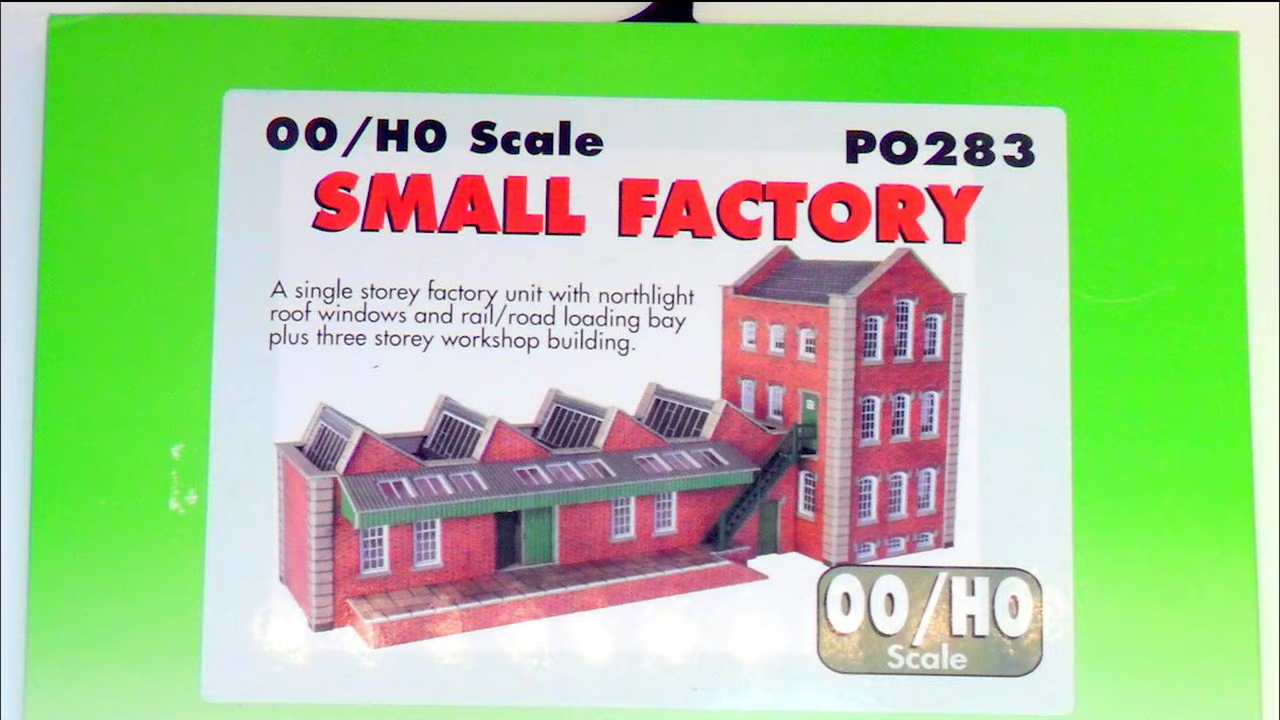 OO/HO Scale
PO283
SMALL FACTORY
A single storey factory unit with northlight
roof windows and rail/road loading bay
plus three storey workshop building.
OO/HO
Scale